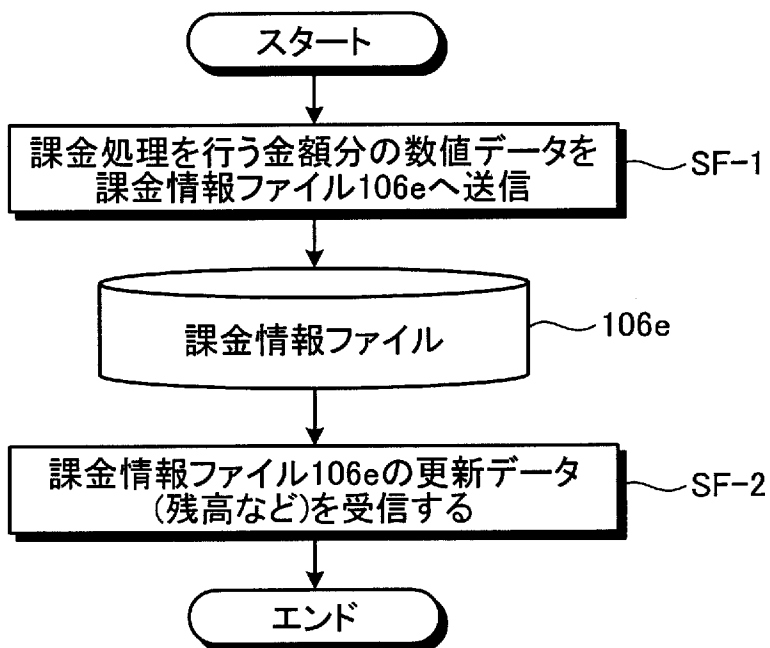 スタート
課金処理を行う金額分の数値データを
課金情報ファイル106eへ送信
SF-1
課金情報ファイル
106e
課金情報ファイル106eの更新データ
(残高など)を受信する
SF-2
エンド